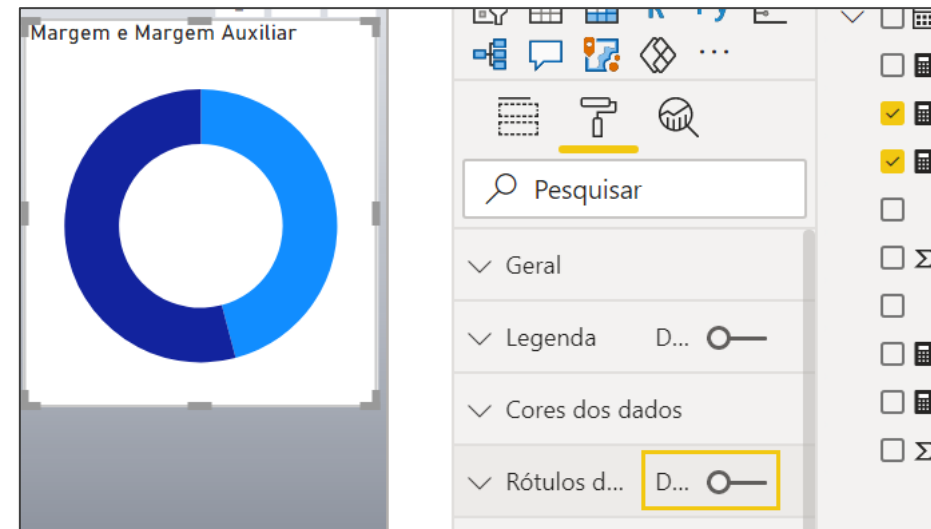 Margem e Margem Auxiliar
Pesquisar
Geral
Legenda D...
Cores dos dados
Rótulos d... D...